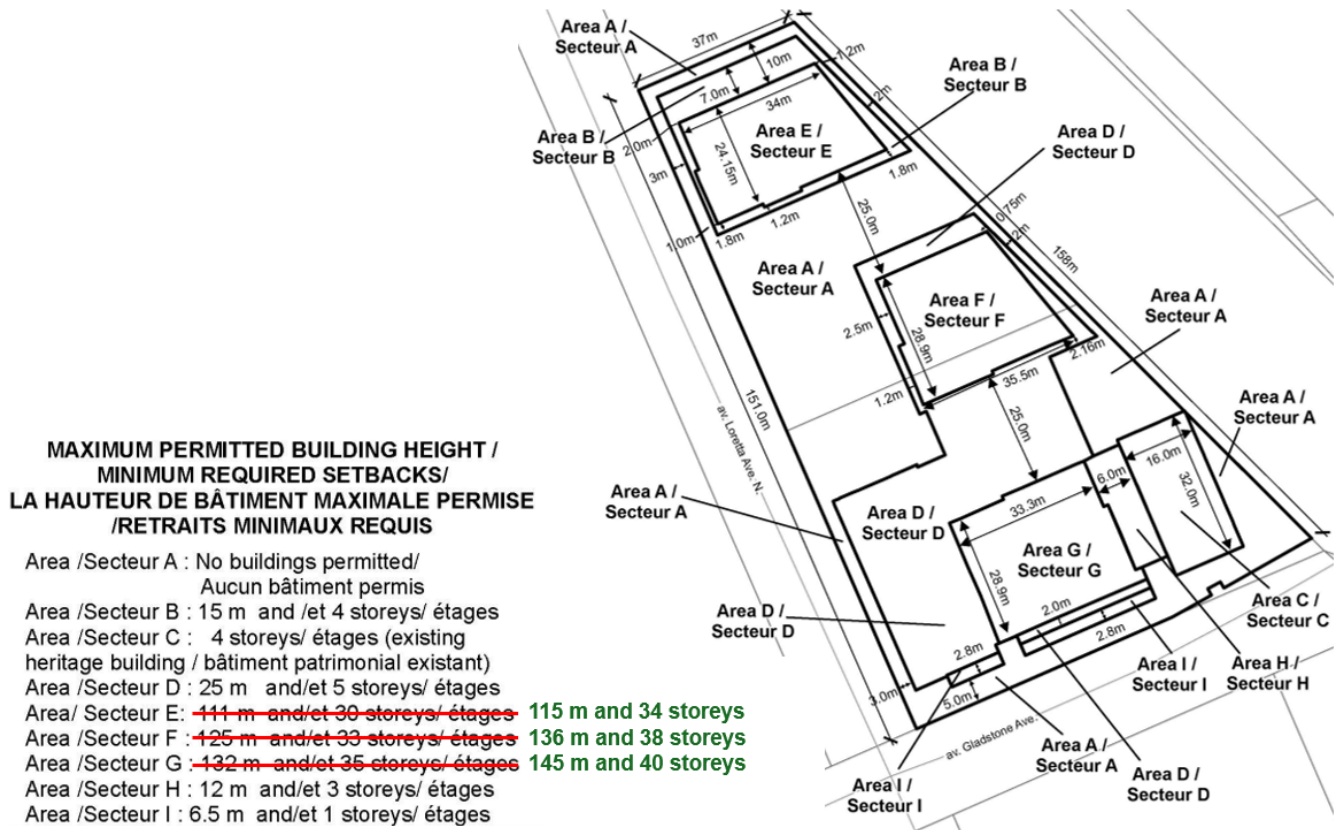 MAXIMUM PERMITTED BUILDING HEIGHT /
MINIMUM REQUIRED SETBACKS/
LA HAUTEUR DE BÂTIMENT MAXIMALE PERMISE
/RETRAITS MINIMAUX REQUIS
Area /Secteur A : No buildings permitted/
Aucun bâtiment permis
Area /Secteur B : 15 m and /et 4 storeys/ étages
Area /Secteur C : 4 storeys/ étages (existing
heritage building / bâtiment patrimonial existant)
Area /Secteur D : 25 m and/et 5 storeys/ étages
Area/ Secteur E: 111 m and/et 30 storeys/ étages 115 m and 34 storeys
Area /Secteur F : 125 m and/et 33 storeys/ étages 136 m and 38 storeys
Area /Secteur G : 132 m and/et 35 storeys/ étages 145 m and 40 storeys
Area /Secteur H : 12 m and/et 3 storeys/ étages
Area /Secteur I : 6.5 m and/et 1 storeys/ étages
Area A /
Secteur A
37m
10m
1.2m
7.0m
34m
2m
Area B /
Secteur B
Area B /
Secteur B
2.0m
3m
24.15m
Area E /
Secteur E
Area D /
Secteur D
1.8m
1.2m
1.8m
1.0m
25.0m
0.75m
2m
158m
Area A /
Secteur A
Area F /
Secteur F
Area A /
Secteur A
2.5m
28.9m
2.16m
35.5m
1.2m
151.0m
av. Loretta Ave. N.
25.0m
Area A /
Secteur A
16.0m
6.0m
32.0m
33.3m
Area A /
Secteur A
Area D /
Secteur D
Area G /
Secteur G
28.9m
2.0m
2.8m
Area C /
Secteur C
Area D /
Secteur D
2.8m
3.0m
5.0m
Area I /
Secteur I
Area H /
Secteur H
av. Gladstone Ave.
Area A /
Secteur A
Area D /
Secteur D
Area I /
Secteur I